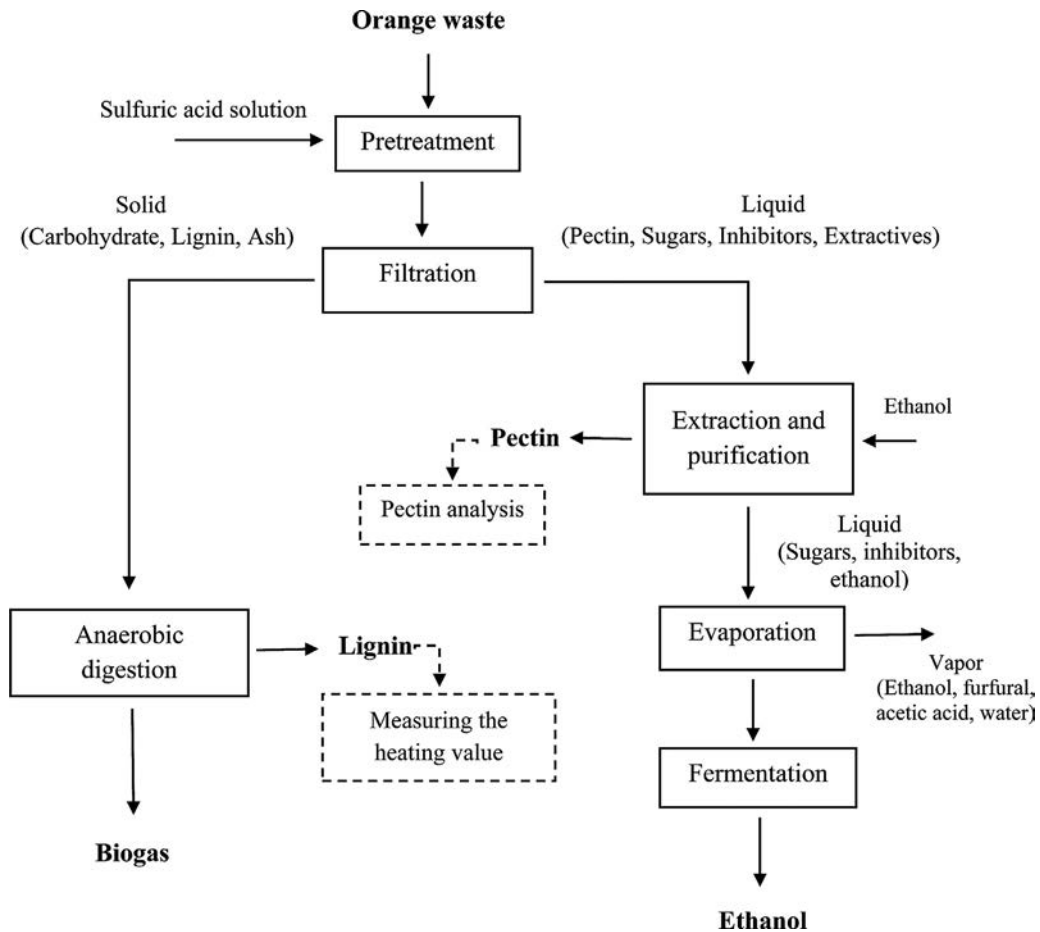 Orange waste
Sulfuric acid solution
Pretreatment
Solid
(Carbohydrate, Lignin, Ash)
Liquid
(Pectin, Sugars, Inhibitors, Extractives)
Filtration
Extraction and
purification
Ethanol
Pectin
Pectin analysis
Liquid
(Sugars, inhibitors,
ethanol)
Anaerobic
digestion
Lignin
Measuring the
heating value
Evaporation
Vapor
(Ethanol, furfural,
acetic acid, water)
Fermentation
Biogas
Ethanol